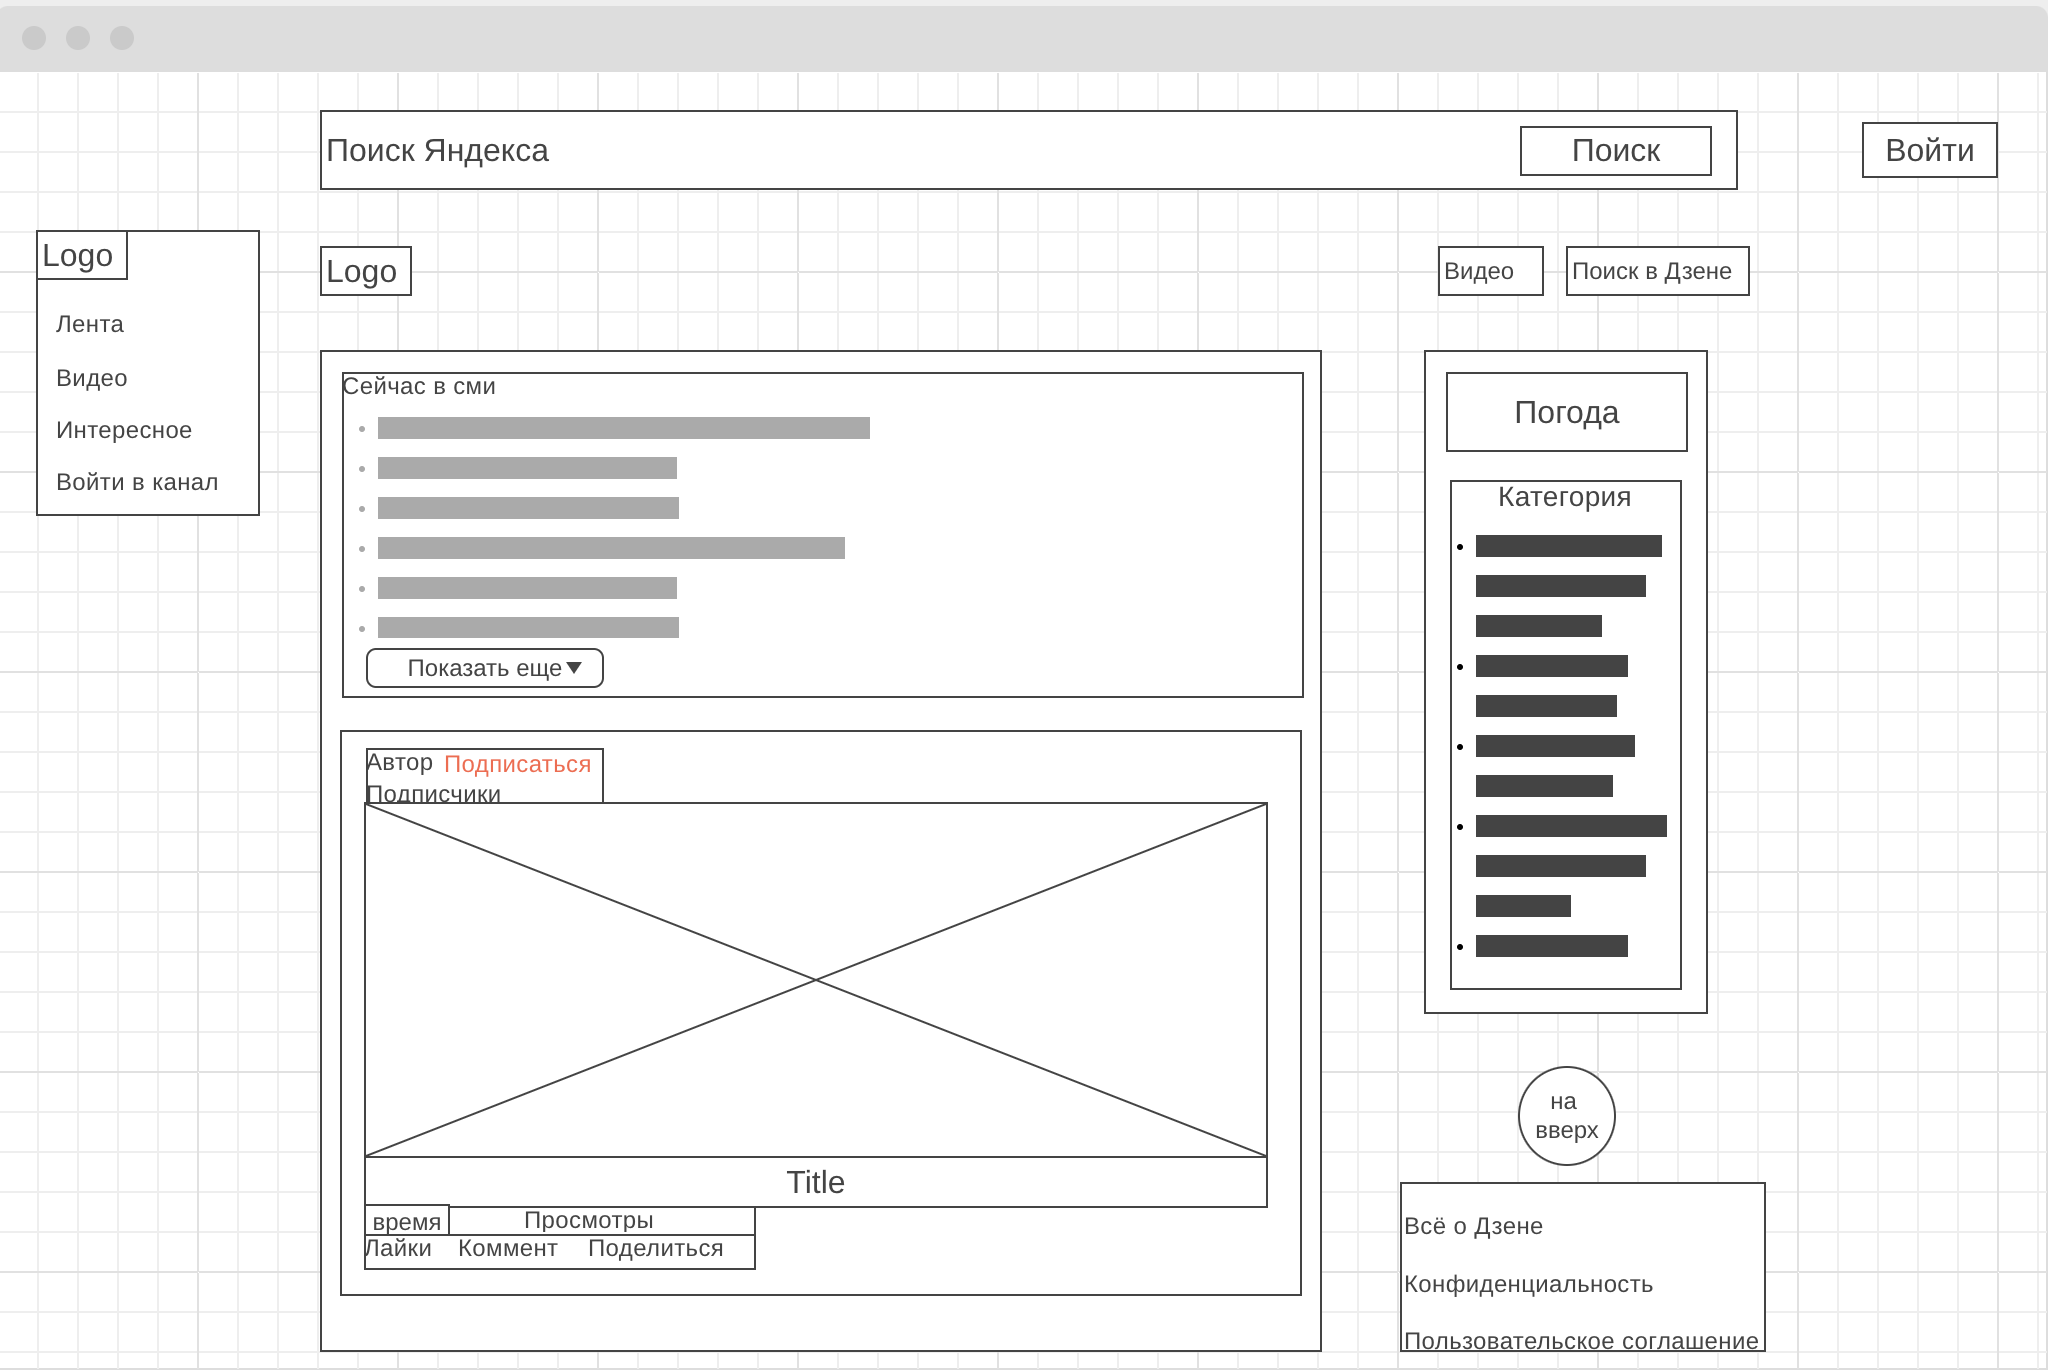 Поиск Яндекса
Поиск
Войти
Logo
Лента
Видео
Интересное
Войти в канал
Logo
Видео
Поиск в Дзене
Сейчас в сми
Показать еще
Автор Подписаться
Подписчики
Title
время
Просмотры
Лайки Коммент Поделиться
Погода
Категория
на
вверх
Всё о Дзене
Конфиденциальность
Пользовательское соглашение